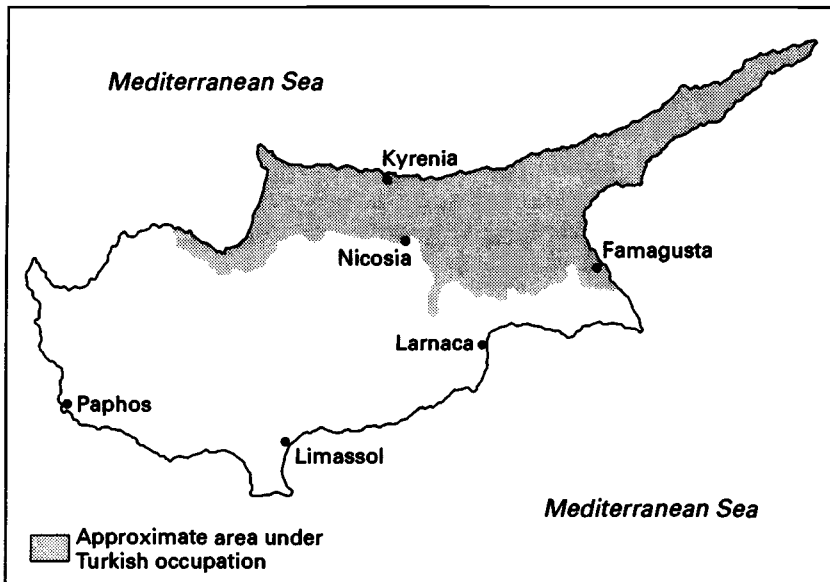 Mediterranean Sea
Kyrenia
Nicosia
Famagusta
Larnaca
Paphos
Limassol
Mediterranean Sea
Approximate area under
Turkish occupation